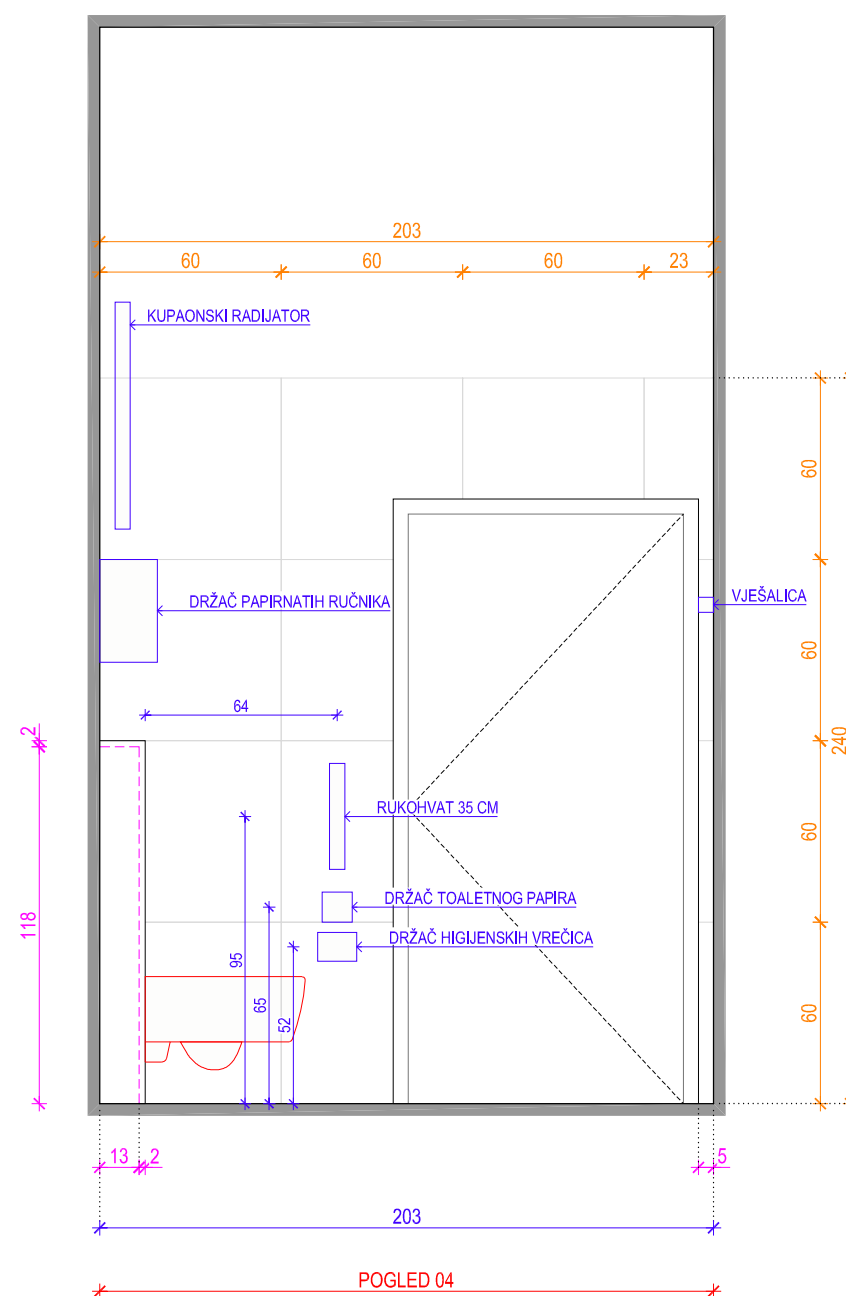 203
60 60 60 23
KUPAONSKI RADIJATOR
60
DRŽAČ PAPIRNATIH RUČNIKA
VJEŠALICA
60
64
2
240
RUKOHVAT 35 CM
60
DRŽAČ TOALETNOG PAPIRA
118
DRŽAČ HIGIJENSKIH VREČICA
95
65
52
60
13 2 5
203
POGLED 04